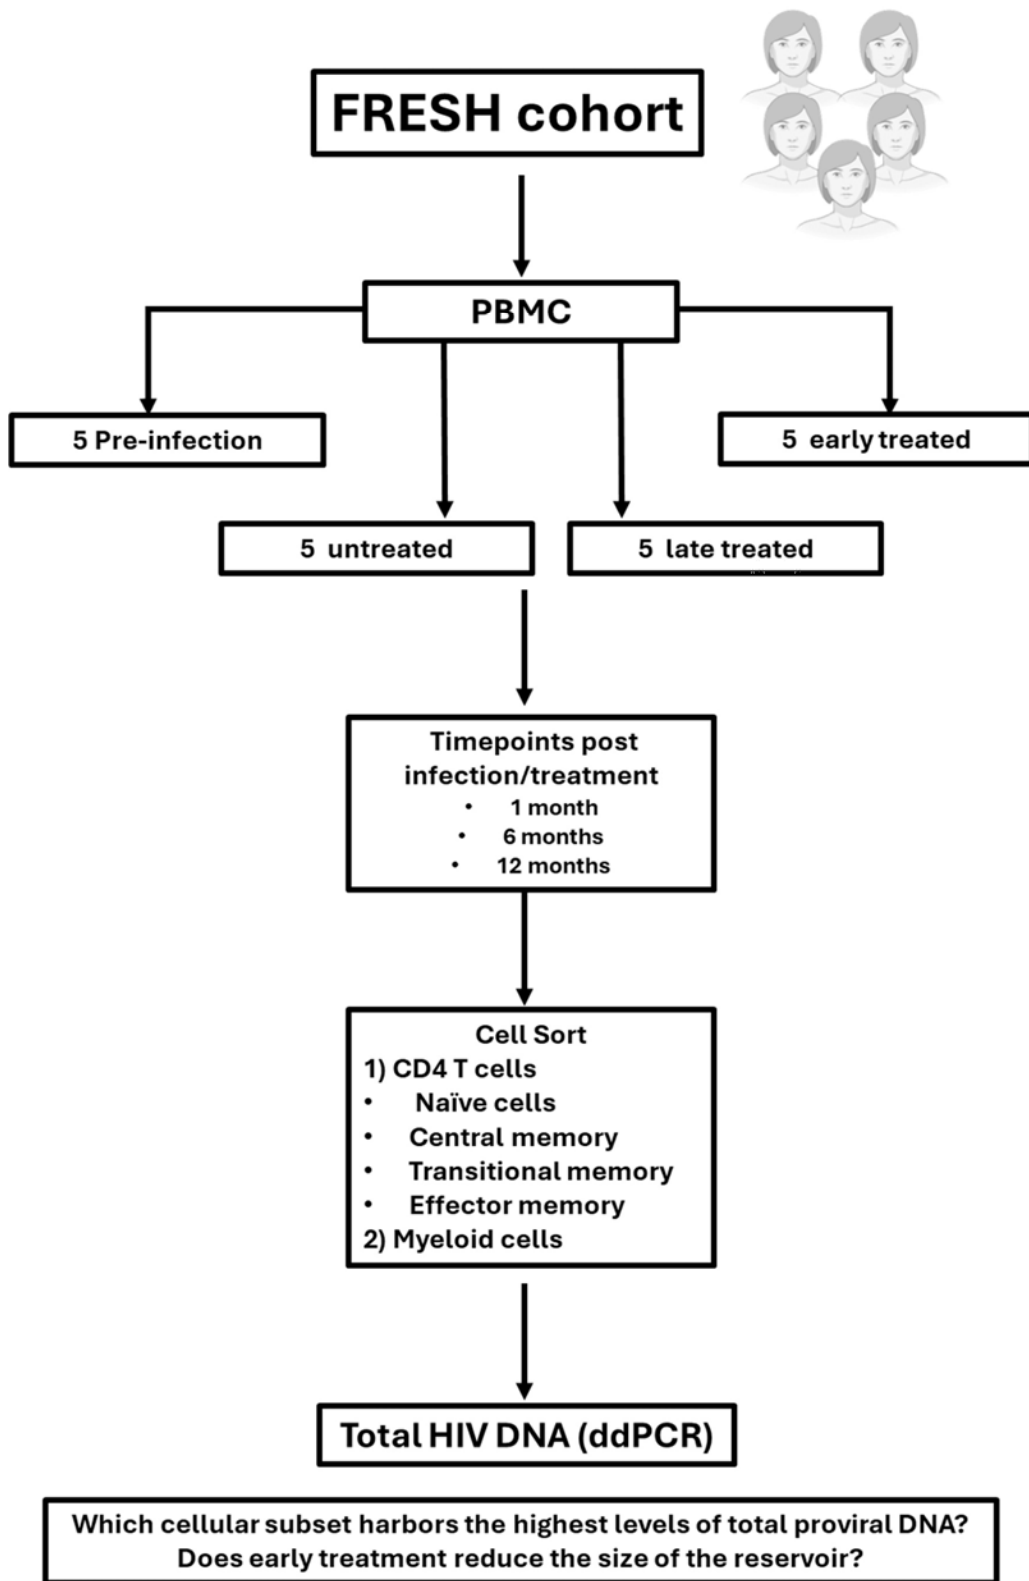 FRESH cohort
PBMC
5 Pre-infection
5 early treated
5 untreated
5 late treated
Timepoints post
infection/treatment
• 1 month
• 6 months
• 12 months
Cell Sort
1) CD4 T cells
• Naïve cells
• Central memory
• Transitional memory
• Effector memory
2) Myeloid cells
Total HIV DNA (ddPCR)
Which cellular subset harbors the highest levels of total proviral DNA?
Does early treatment reduce the size of the reservoir?